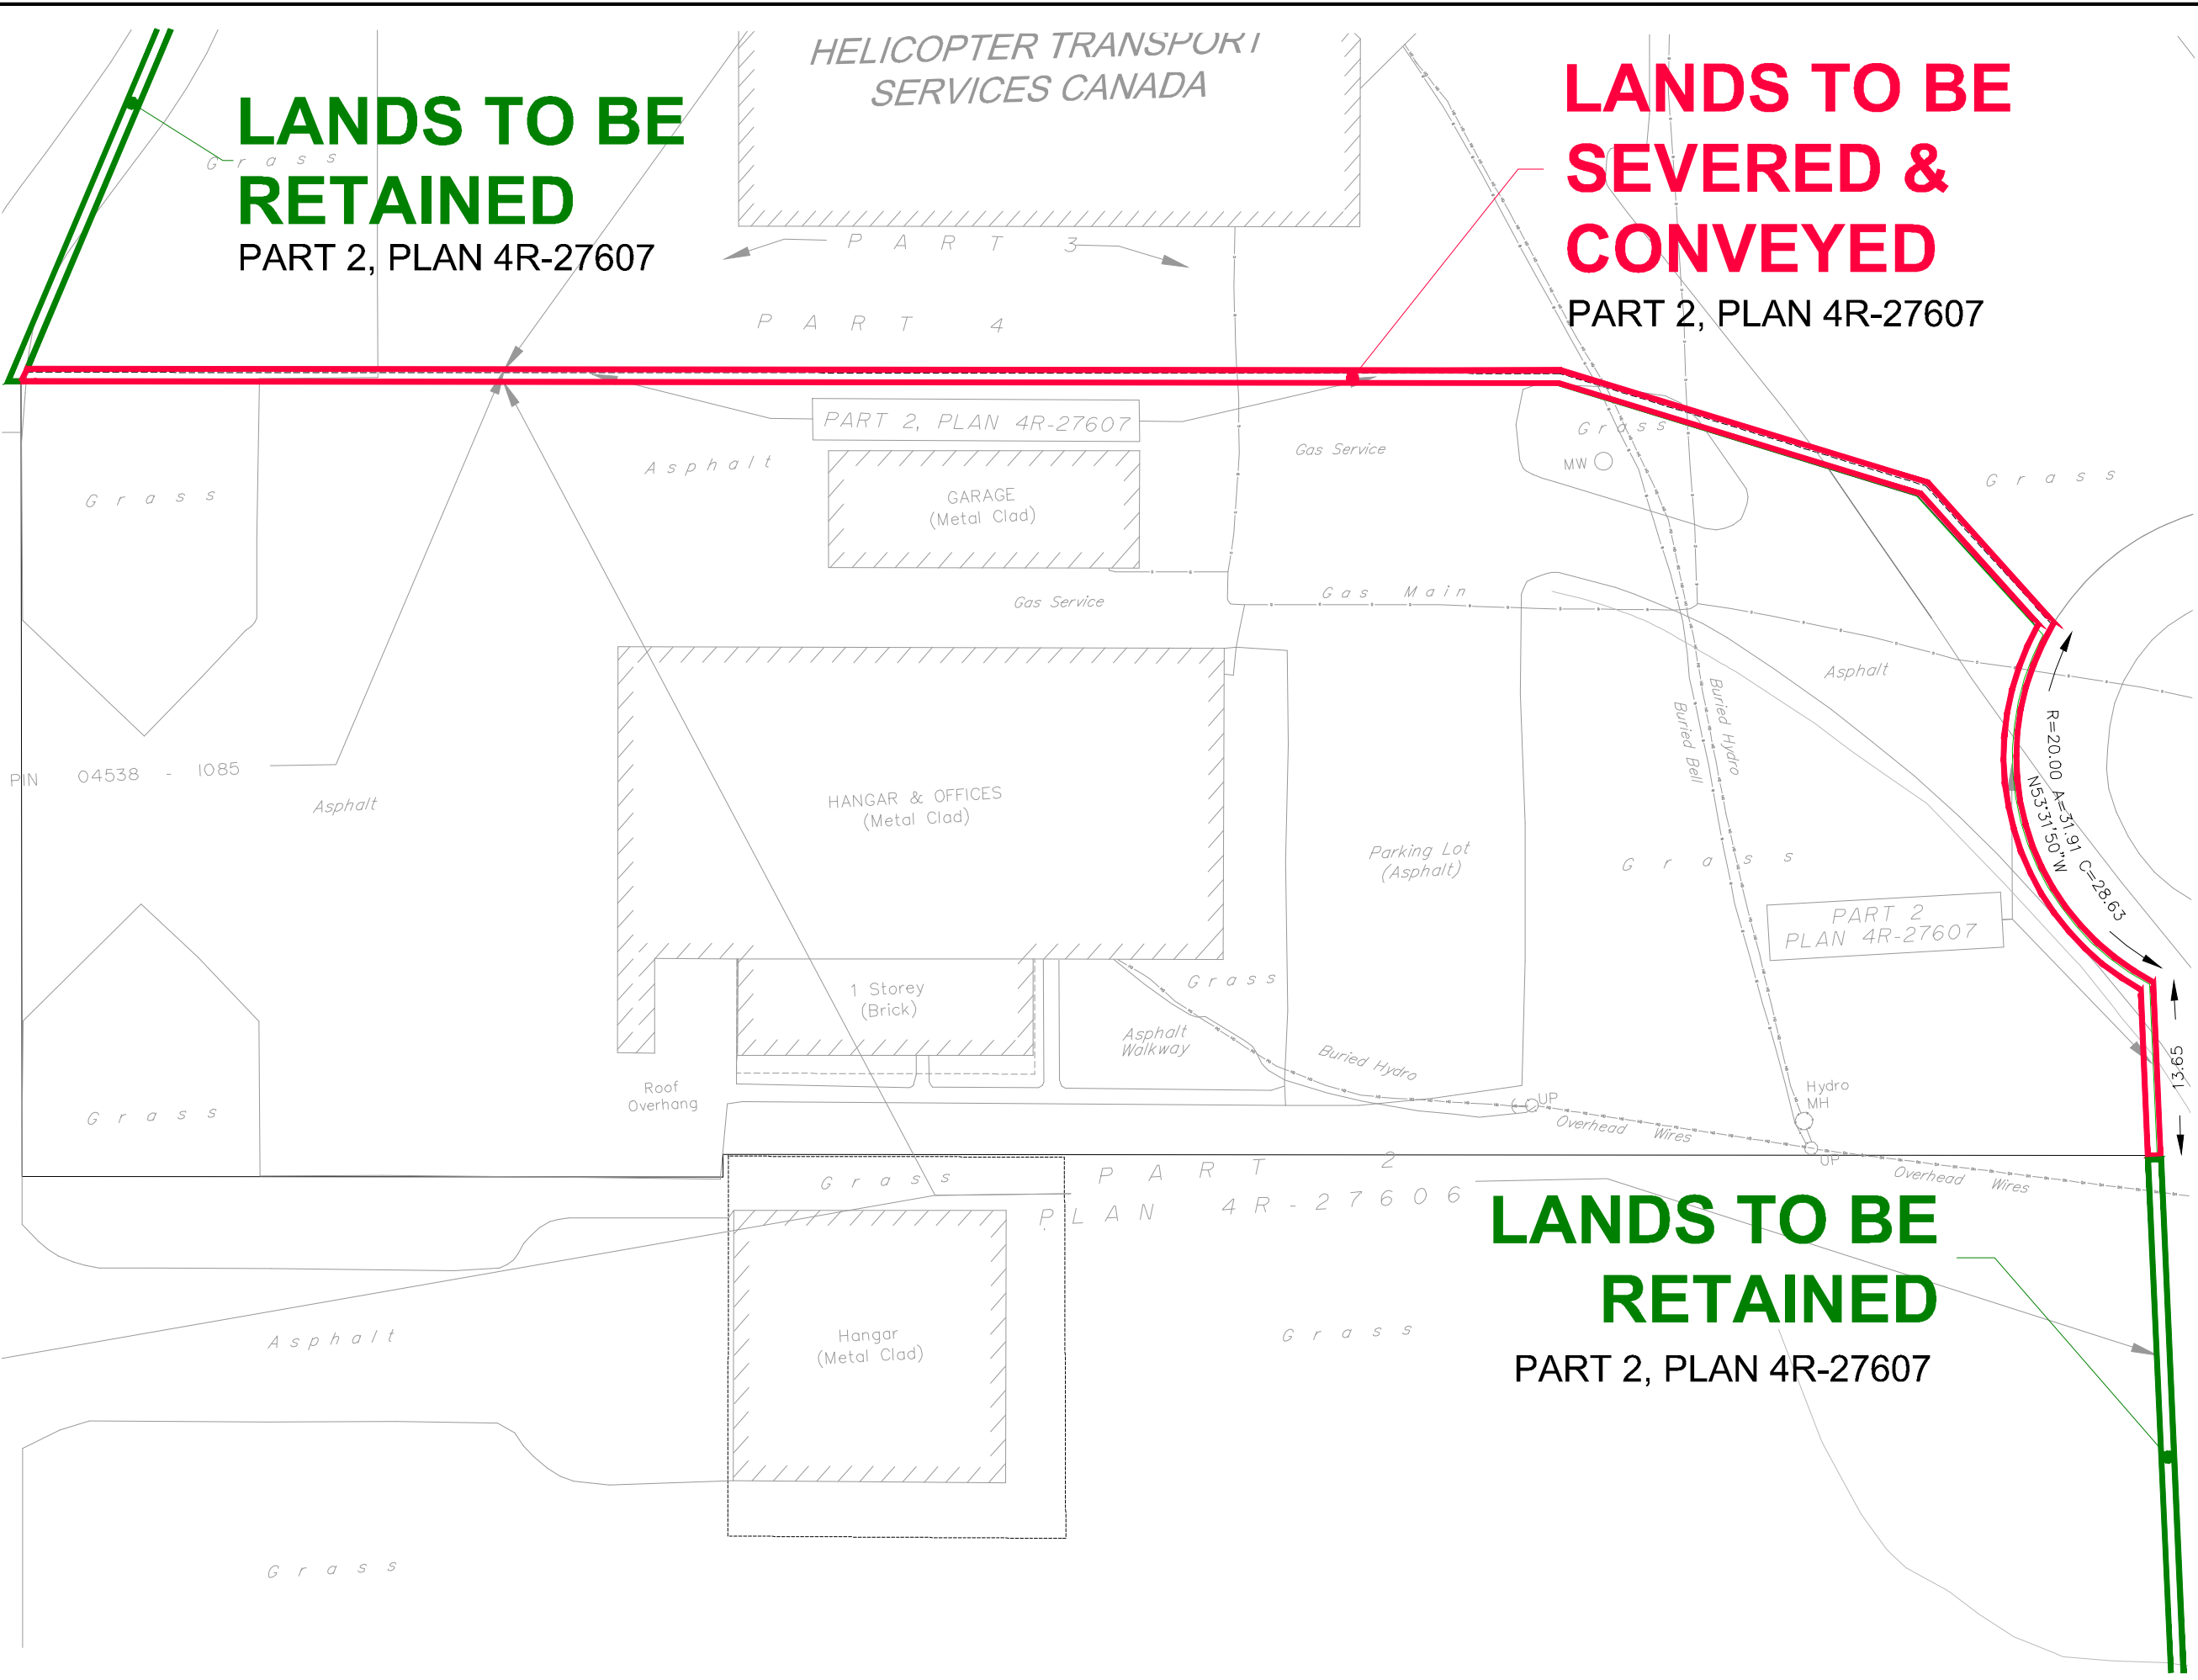 HELICOPTER TRANSPORT
SERVICES CANADA
LANDS TO BE
RETAINED
PART 2, PLAN 4R-27607
LANDS TO BE
SEVERED &
CONVEYED
PART 2, PLAN 4R-27607
Grass
PART 3
PART 4
PART 2, PLAN 4R-27607
Asphalt
Gas Service
Grass
MW
Grass
Grass
GARAGE
(Metal Clad)
Gas Service
Gas Main
Asphalt
Buried Hydro
Buried Bell
R=20.00 A=31.91 C=28.63
N53°31'50"W
PIN 04538 - 1085
Asphalt
HANGAR & OFFICES
(Metal Clad)
Parking Lot
(Asphalt)
Grass
PART 2
PLAN 4R-27607
1 Storey
(Brick)
Grass
Asphalt
Walkway
Buried Hydro
13.65
Grass
Roof
Overhang
UP
Hydro
MH
Overhead Wires
UP
Overhead Wires
Grass
PART 2
PLAN 4R-27606
LANDS TO BE
RETAINED
PART 2, PLAN 4R-27607
Asphalt
Hangar
(Metal Clad)
Grass
Grass